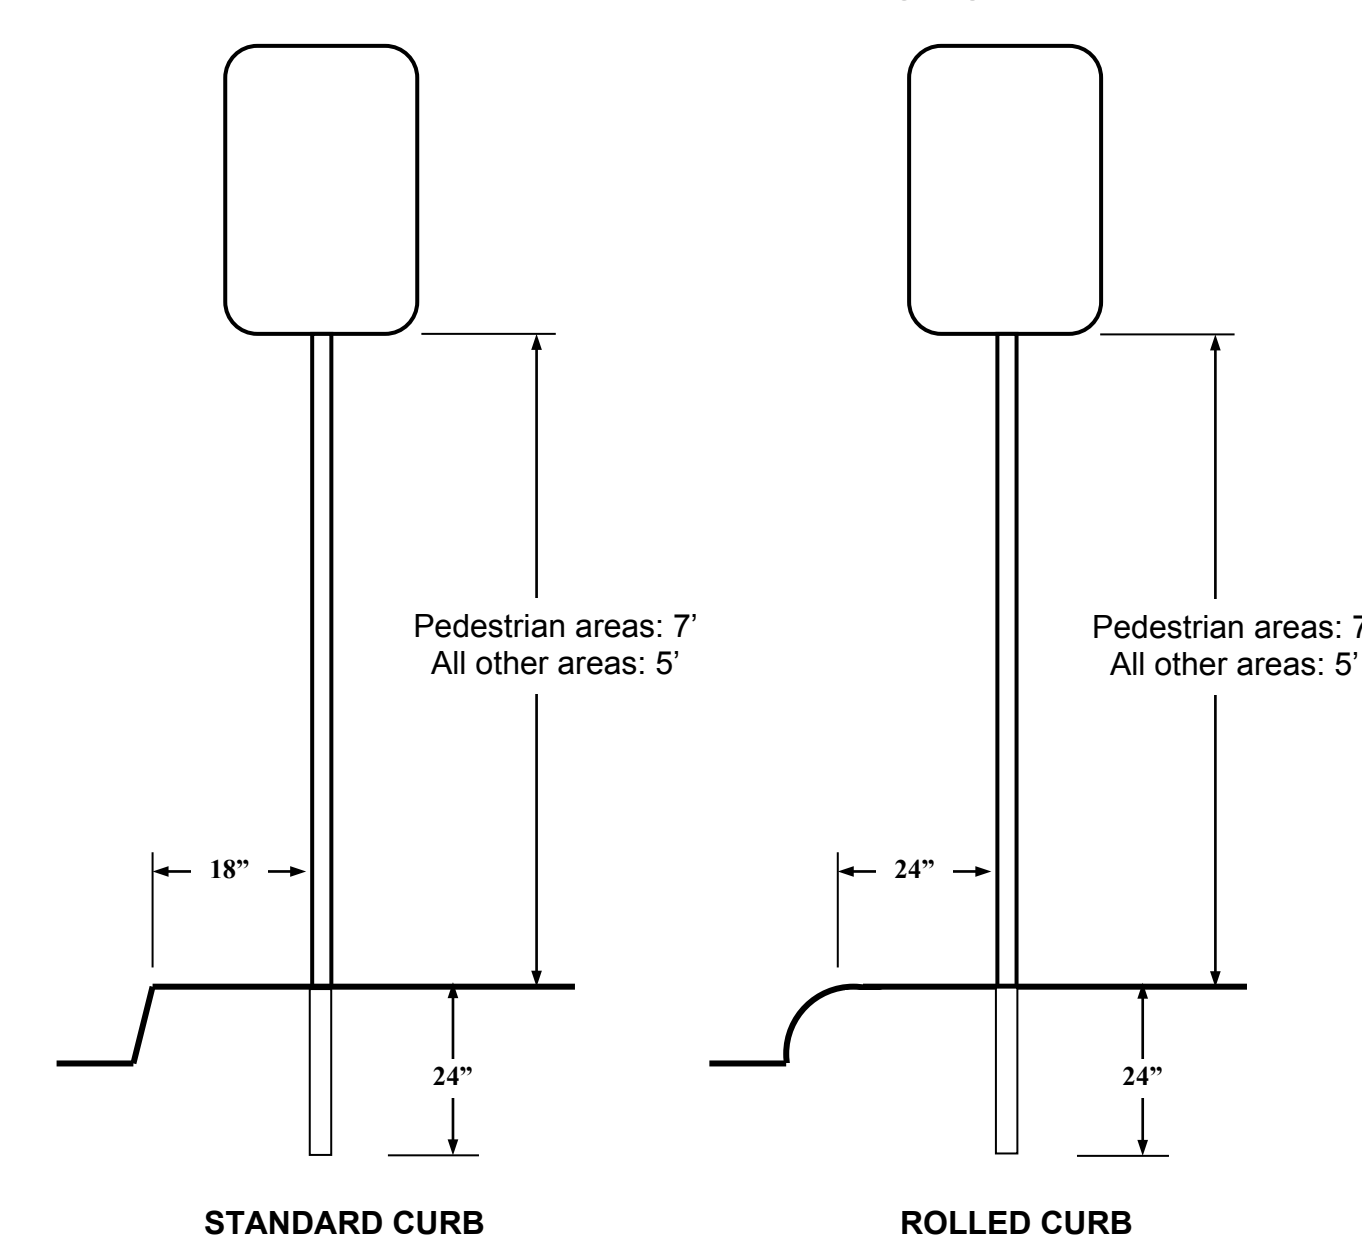 Pedestrian areas: 7’
All other areas: 5’
18”
24”
STANDARD CURB
Pedestrian areas: 7
All other areas: 5’
24”
24”
ROLLED CURB